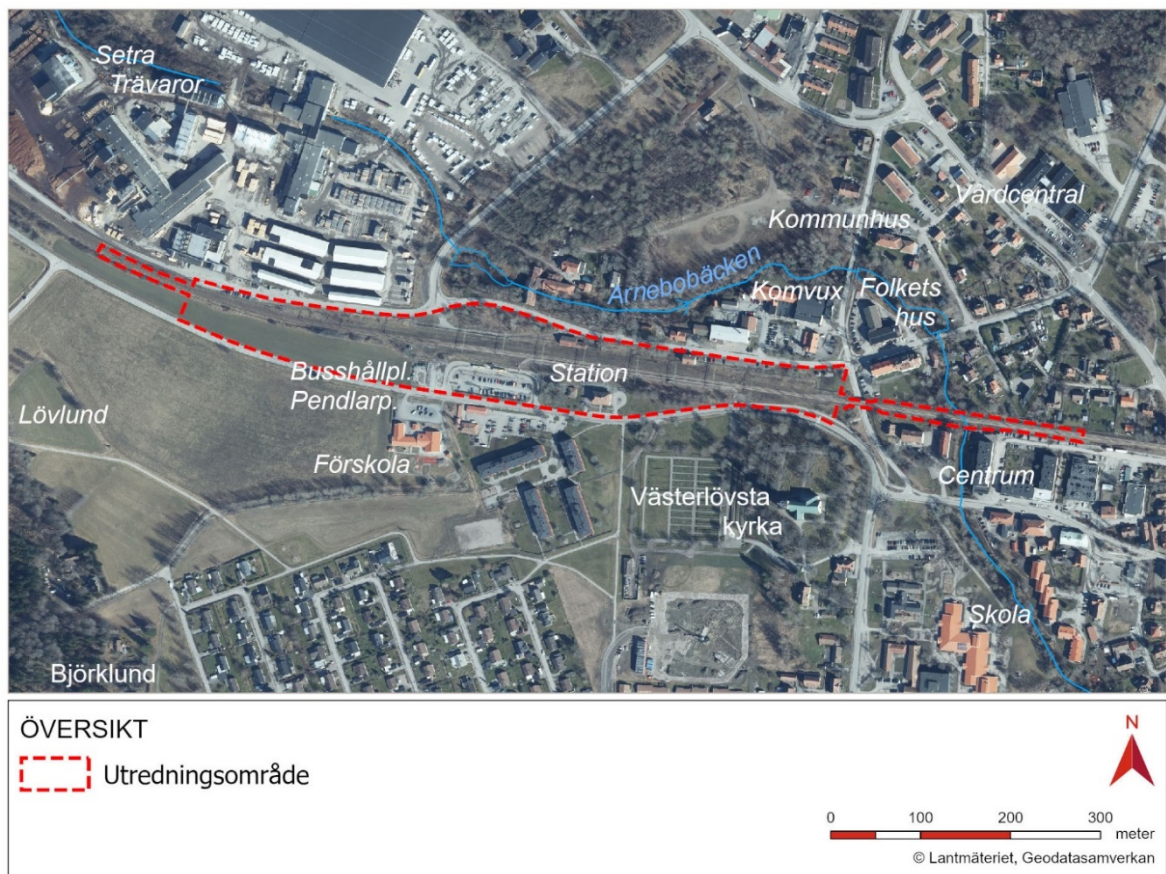 Setra
Trävaror
Vårdcentral
Kommunhus
Arnebobäcken
Komvux
Folkets
hus
Busshållpl.
Pendlarp.
Station
Lövlund
Förskola
Centrum
Västerlövsta
kyrka
Skola
Björklund
ÖVERSIKT
Utredningsområde
N
0 100 200 300
meter
© Lantmäteriet, Geodatasamverkan